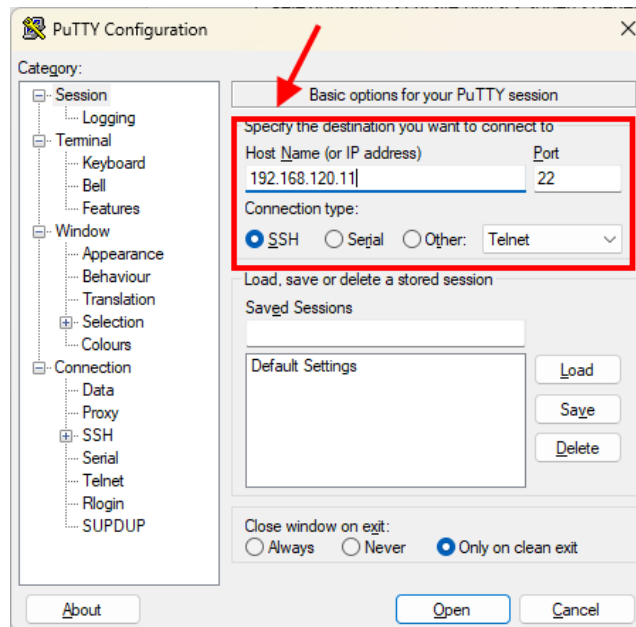 PuTTY Configuration
Category:
Session
Logging
Terminal
Keyboard
Bell
Features
Window
Appearance
Behaviour
Translation
Selection
Colours
Connection
Data
Proxy
SSH
Serial
Telnet
Rlogin
SUPDUP
Basic options for your PuTTY session
Specify the destination you want to connect to
Host Name (or IP address) Port
192.168.120.11 22
Connection type:
SSH Serial Other: Telnet
Load, save or delete a stored session
Saved Sessions
Default Settings
Load
Save
Delete
Close window on exit:
Always Never Only on clean exit
About Open Cancel